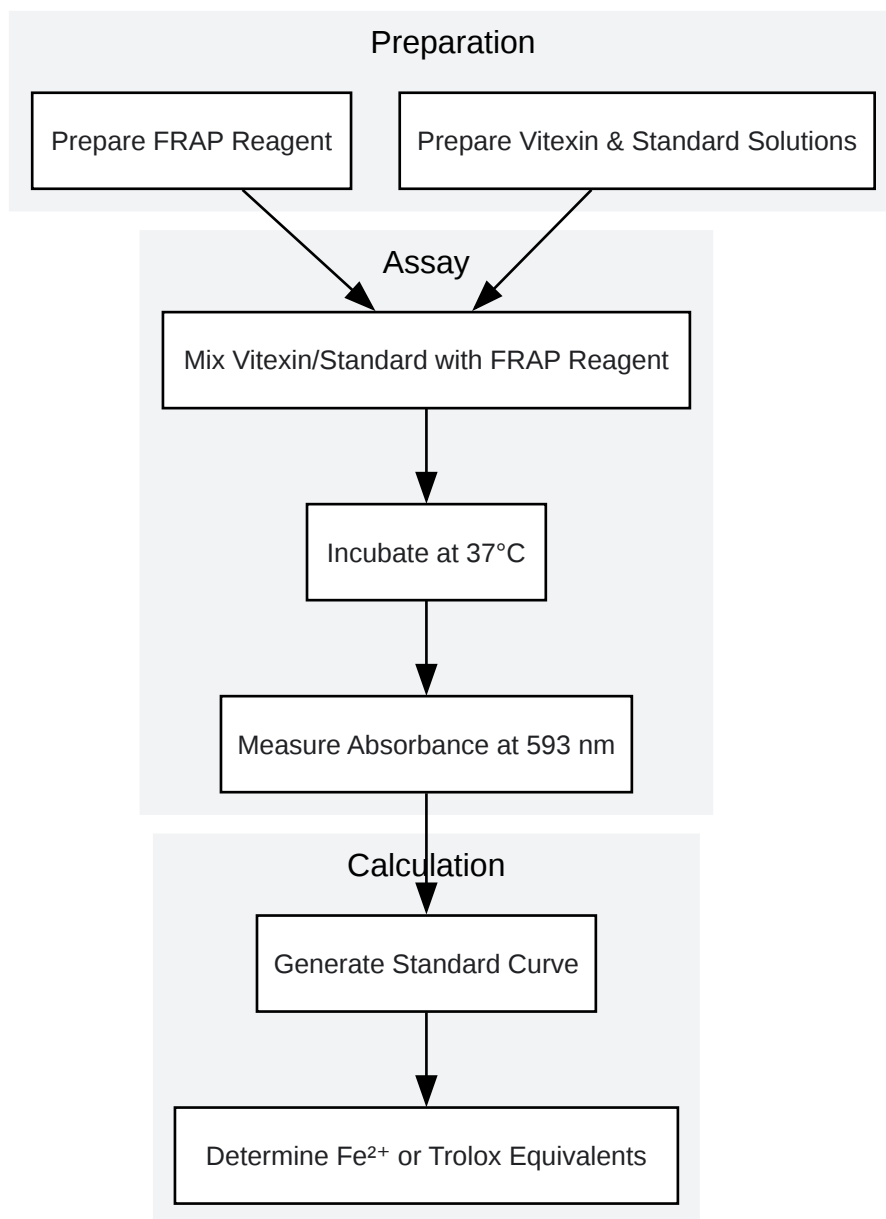 Preparation
Prepare FRAP Reagent
Prepare Vitexin & Standard Solutions
Assay
Mix Vitexin/Standard with FRAP Reagent
Incubate at 37°C
Measure Absorbance at 593 nm
Calculation
Generate Standard Curve
Determine Fe²⁺ or Trolox Equivalents